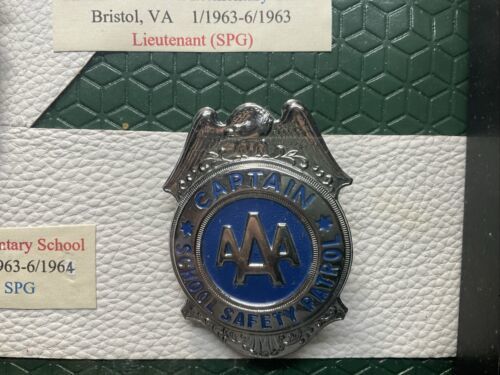 Bristol, VA 1/1963-6/1963
Lieutenant (SPG)
CAPTAIN
AAA
SCHOOL SAFETY PATROL
ntary School
963-6/1964
SPG